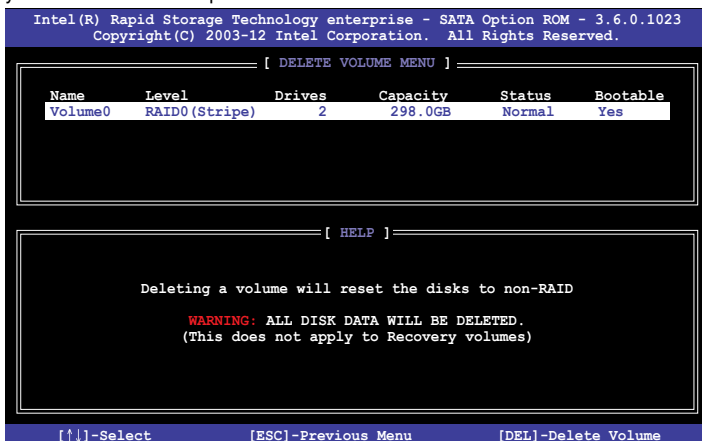 Intel(R) Rapid Storage Technology enterprise - SATA Option ROM - 3.6.0.1023
Copyright(C) 2003-12 Intel Corporation. All Rights Reserved.
[ DELETE VOLUME MENU ]
Name Level Drives Capacity Status Bootable
Volume0 RAID0(Stripe) 2 298.0GB Normal Yes
[ HELP ]
Deleting a volume will reset the disks to non-RAID
WARNING: ALL DISK DATA WILL BE DELETED.
(This does not apply to Recovery volumes)
[↑↓]-Select [ESC]-Previous Menu [DEL]-Delete Volume